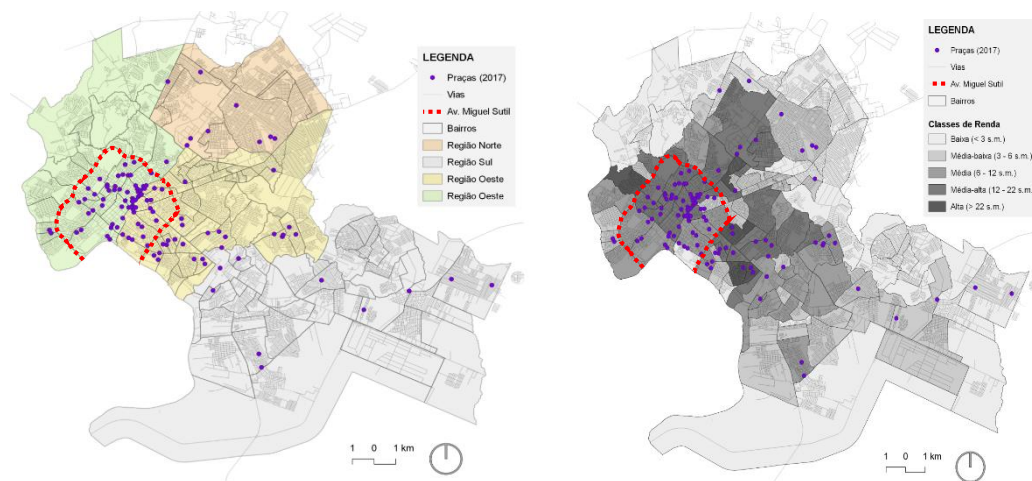 LEGENDA
Praças (2017)
Vias
Av. Miguel Sutil
Bairros
Região Norte
Região Sul
Região Oeste
Região Oeste
1 0 1 km
LEGENDA
Praças (2017)
Vias
Av. Miguel Sutil
Bairros
Classes de Renda
Baixa (< 3 s.m.)
Média-baixa (3 - 6 s.m.)
Média (6 - 12 s.m.)
Média-alta (12 - 22 s.m.)
Alta (> 22 s.m.)
1 0 1 km